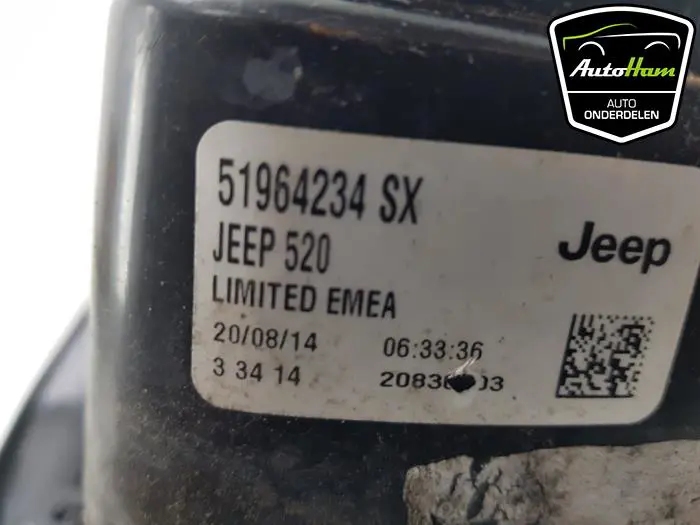 AutoHam
AUTO
ONDERDELEN
51964234 SX
JEEP 520
Jeep
LIMITED EMEA
20/08/14 06:33:36
3 34 14